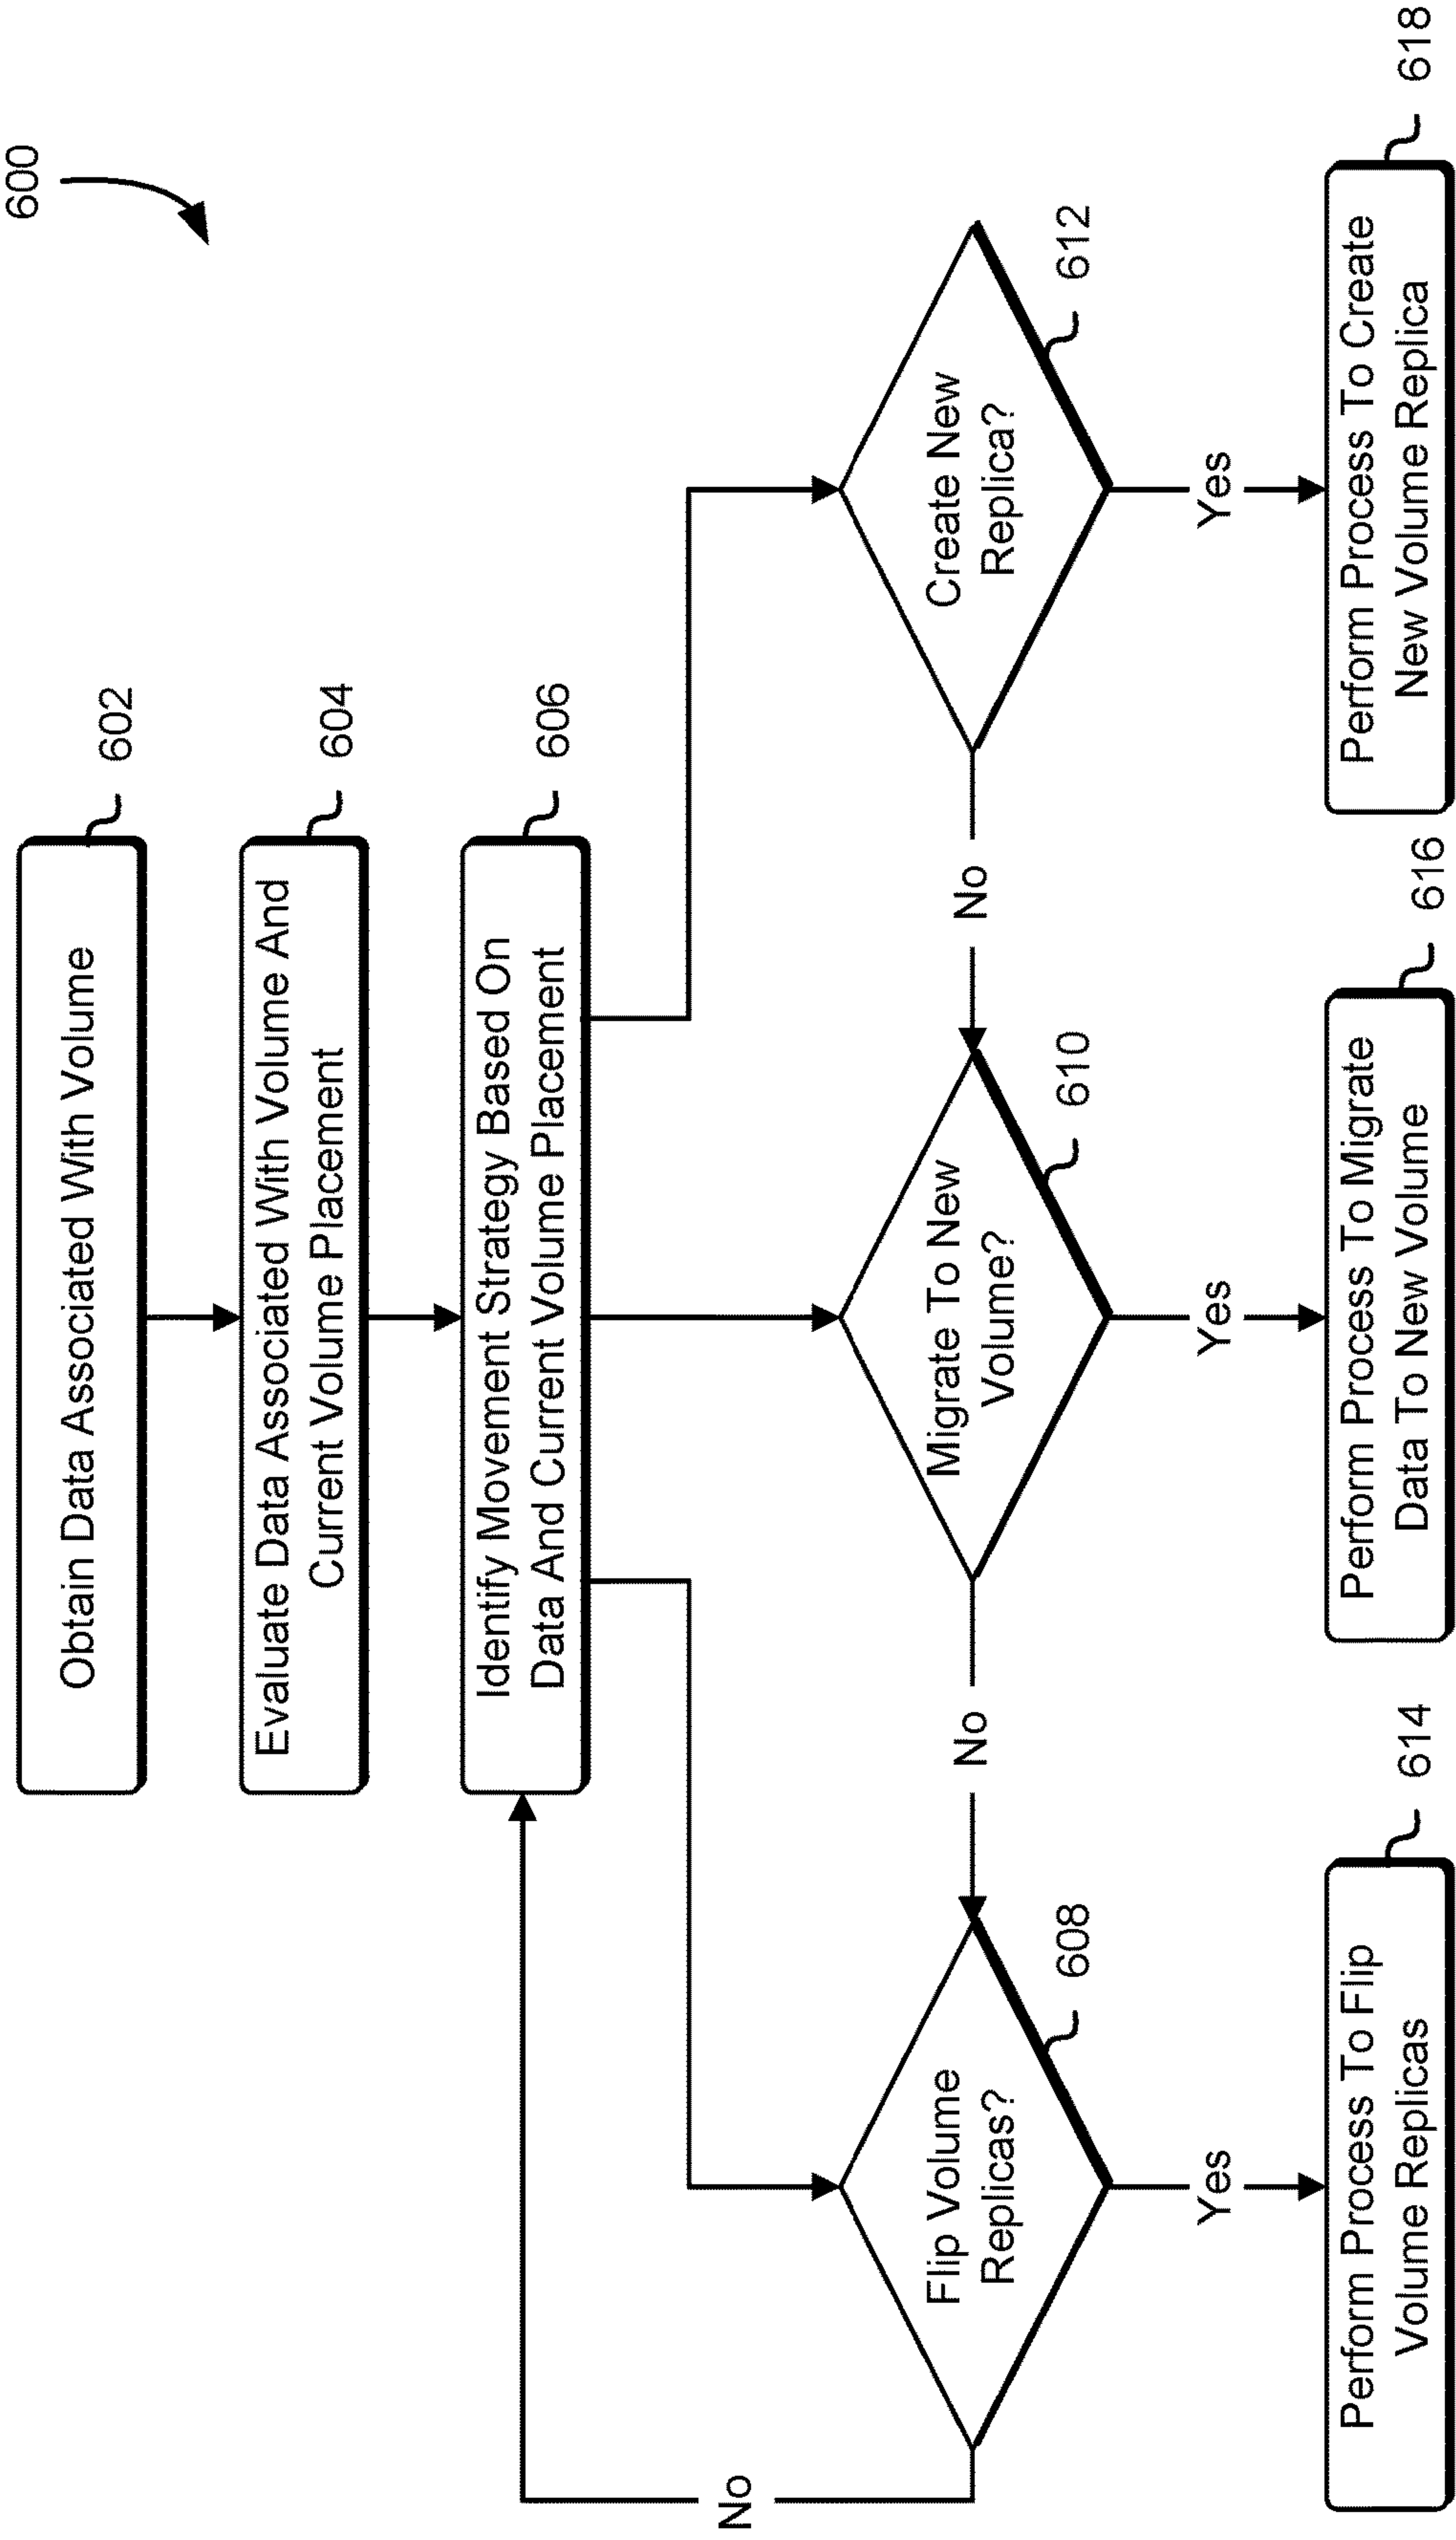 600
Obtain Data Associated With Volume
602
Evaluate Data Associated With Volume And
Current Volume Placement
604
Identify Movement Strategy Based On
Data And Current Volume Placement
606
Flip Volume
Replicas?
608
No
No
Migrate To New
Volume?
610
No
Create New
Replica?
612
Yes
Yes
Yes
Perform Process To Flip
Volume Replicas
614
Perform Process To Migrate
Data To New Volume
616
Perform Process To Create
New Volume Replica
618